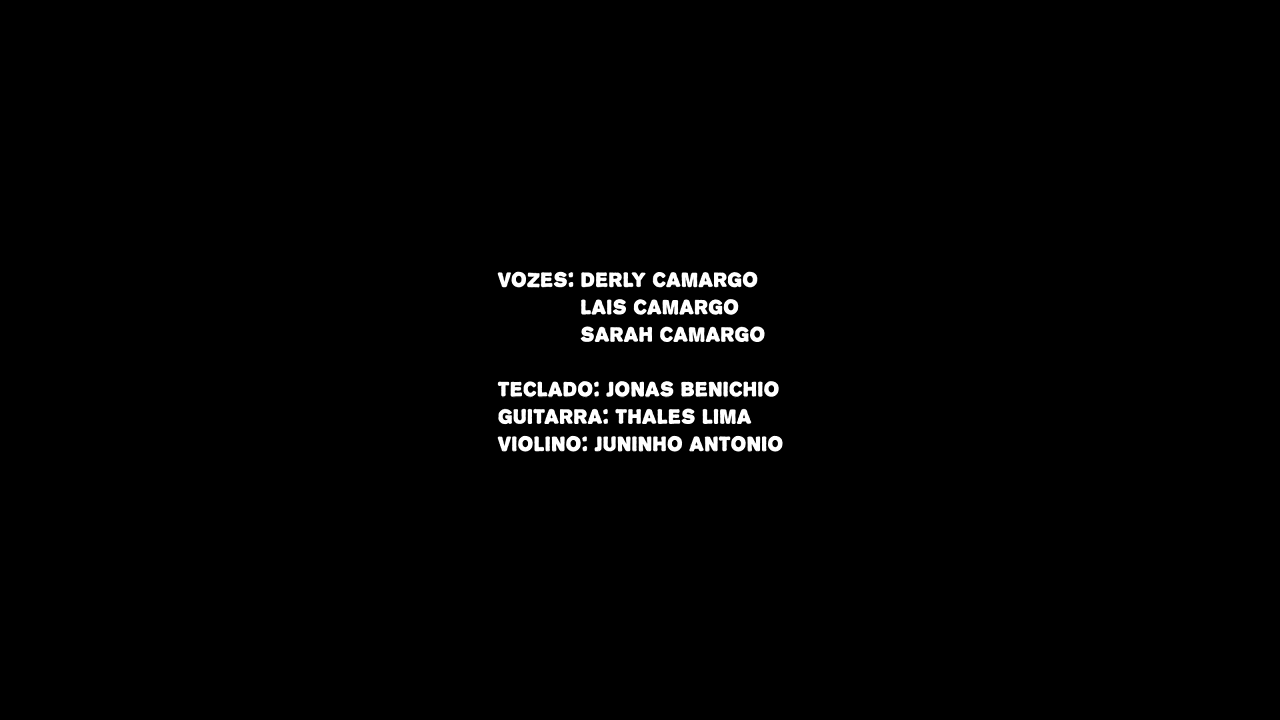 VOZES: DERLY CAMARGO
LAIS CAMARGO
SARAH CAMARGO
TECLADO: JONAS BENICHIO
GUITARRA: THALES LIMA
VIOLINO: JUNINHO ANTONIO